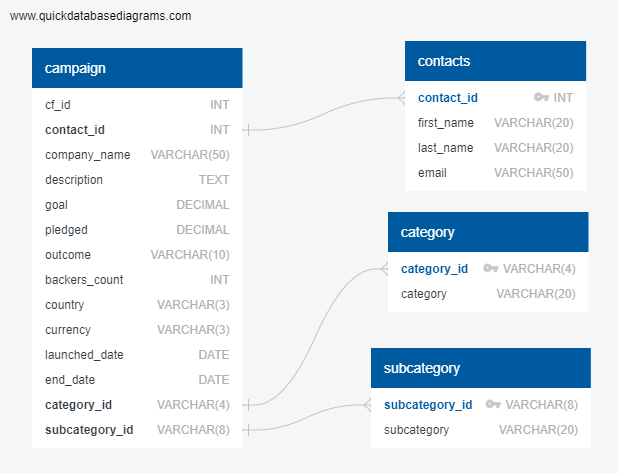 www.quickdatabasediagrams.com
campaign
cf_id INT
contact_id INT
company_name VARCHAR(50)
description TEXT
goal DECIMAL
pledged DECIMAL
outcome VARCHAR(10)
backers_count INT
country VARCHAR(3)
currency VARCHAR(3)
launched_date DATE
end_date DATE
category_id VARCHAR(4)
subcategory_id VARCHAR(8)
contacts
contact_id INT
first_name VARCHAR(20)
last_name VARCHAR(20)
email VARCHAR(50)
category
category_id VARCHAR(4)
category VARCHAR(20)
subcategory
subcategory_id VARCHAR(8)
subcategory VARCHAR(20)